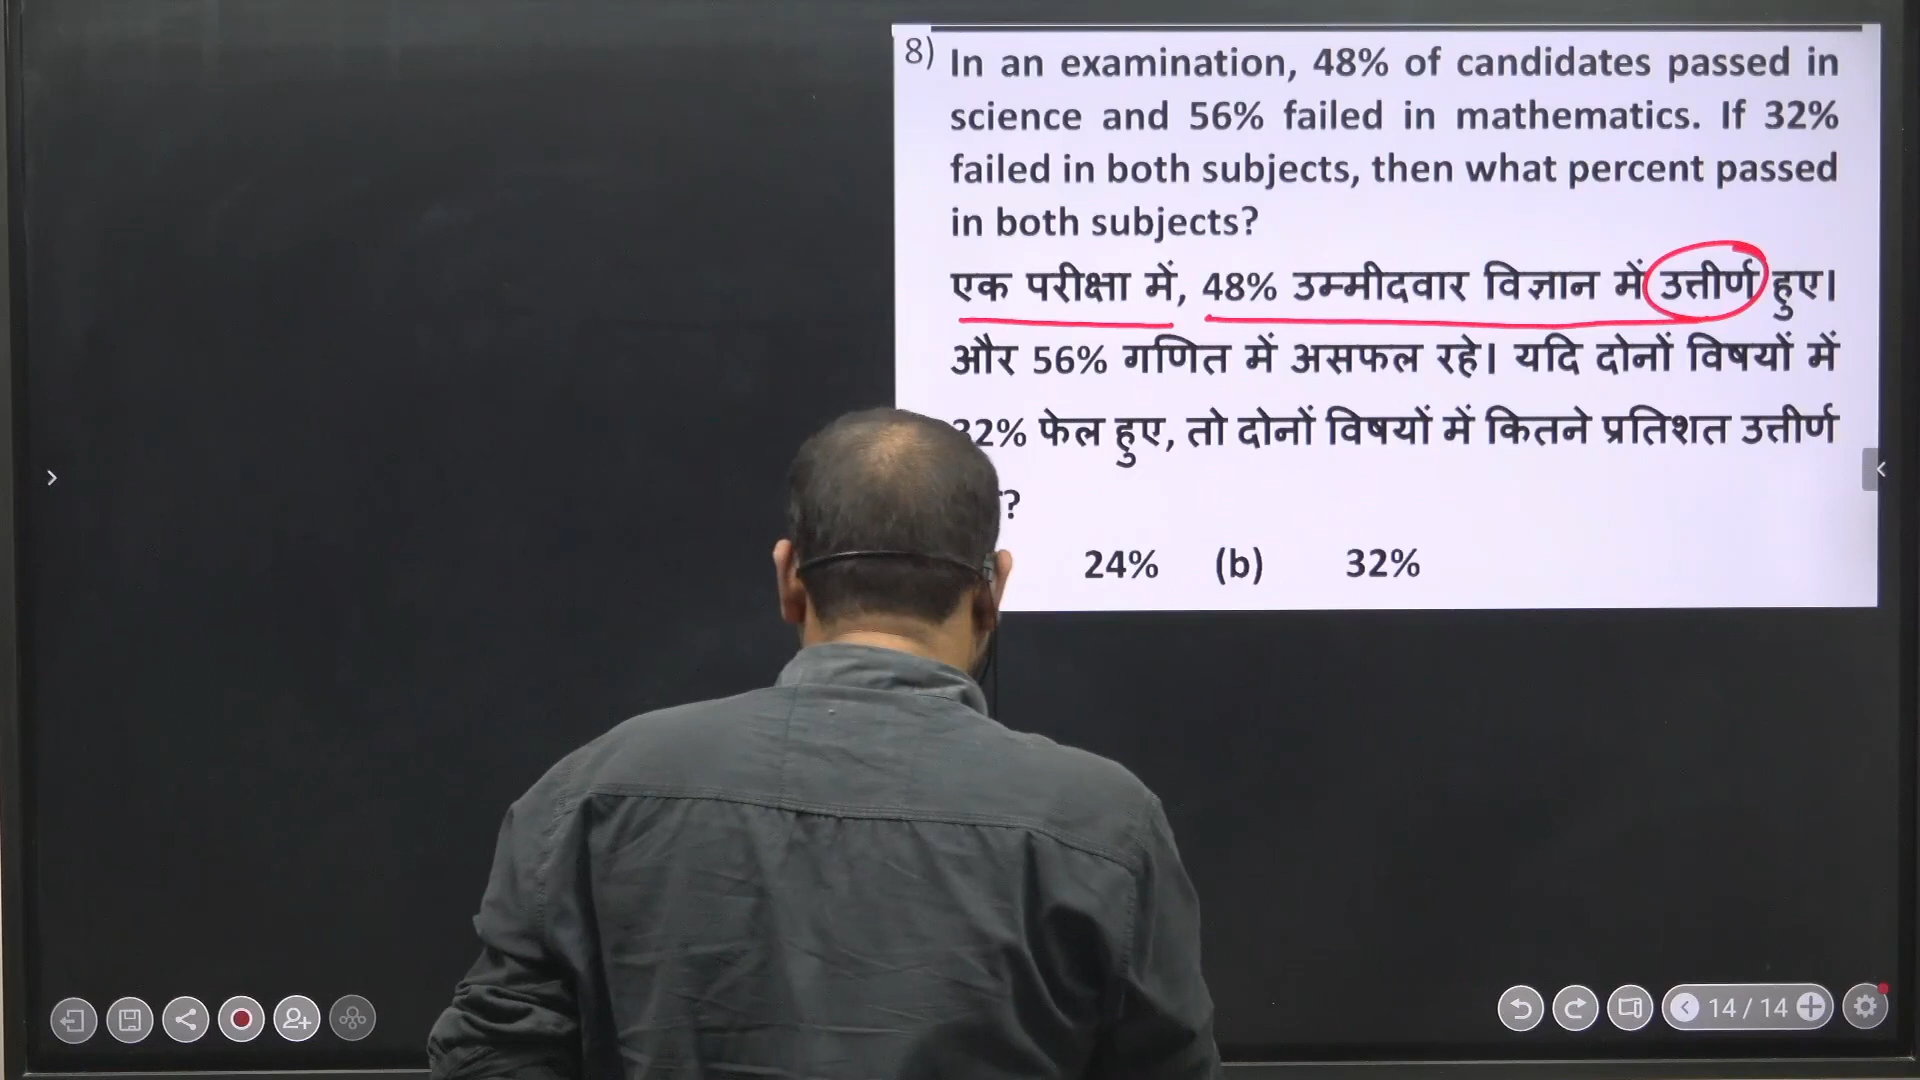 8) In an examination, 48% of candidates passed in
science and 56% failed in mathematics. If 32%
failed in both subjects, then what percent passed
in both subjects?
एक परीक्षा में, 48% उम्मीदवार विज्ञान में उत्तीर्ण हुए।
और 56% गणित में असफल रहे। यदि दोनों विषयों में
32% फेल हुए, तो दोनों विषयों में कितने प्रतिशत उत्तीर्ण
?
24% (b) 32%
14 / 14